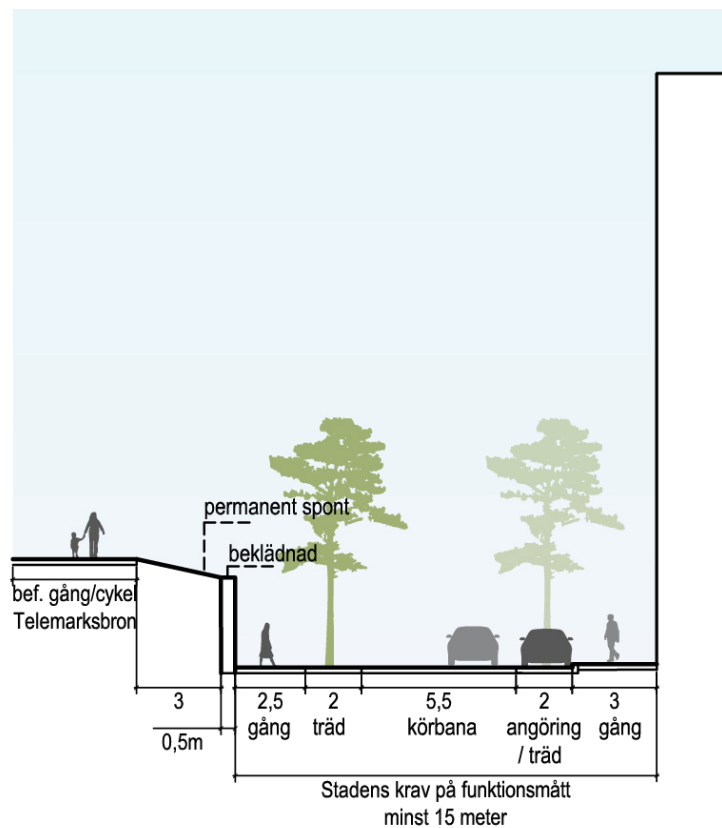 permanent spont
beklädnad
bef. gång/cykel
Telemarksbron
3
0,5m
2,5
gång
2
träd
5,5
körbana
2
angöring
/ träd
3
gång
Stadens krav på funktionsmått
minst 15 meter